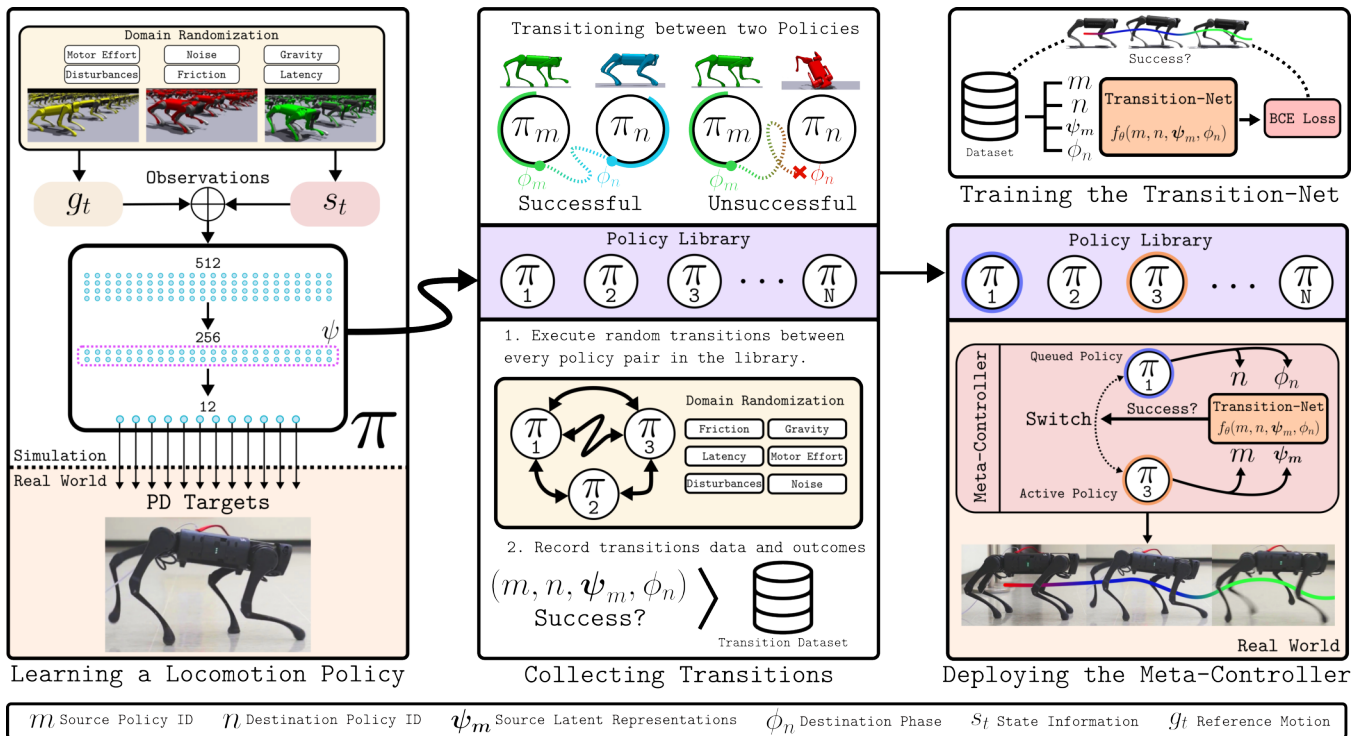 Domain Randomization
Motor Effort
Noise
Gravity
Disturbances
Friction
Latency
Observations
g_t
s_t
512
256
ψ
12
π
Simulation
Real World
PD Targets
Learning a Locomotion Policy
Transitioning between two Policies
π_m
π_n
π_m
π_n
ϕ_m
ϕ_n
ϕ_m
ϕ_n
Successful
Unsuccessful
Policy Library
π 1
π 2
π 3
...
π N
1. Execute random transitions between
every policy pair in the library.
π 1
π 3
π 2
Domain Randomization
Friction
Gravity
Latency
Motor Effort
Disturbances
Noise
2. Record transitions data and outcomes
(m, n, ψ_m, ϕ_n)
Success?
Transition Dataset
Collecting Transitions
Success?
Dataset
m
n
ψ_m
ϕ_n
Transition-Net
f_θ(m, n, ψ_m, ϕ_n)
BCE Loss
Training the Transition-Net
Policy Library
π 1
π 2
π 3
...
π N
Meta-Controller
Queued Policy
π 1
n
ϕ_n
Switch
Success?
Transition-Net
f_θ(m, n, ψ_m, ϕ_n)
m
ψ_m
Active Policy
π 3
Real World
Deploying the Meta-Controller
m Source Policy ID n Destination Policy ID ψ_m Source Latent Representations ϕ_n Destination Phase s_t State Information g_t Reference Motion